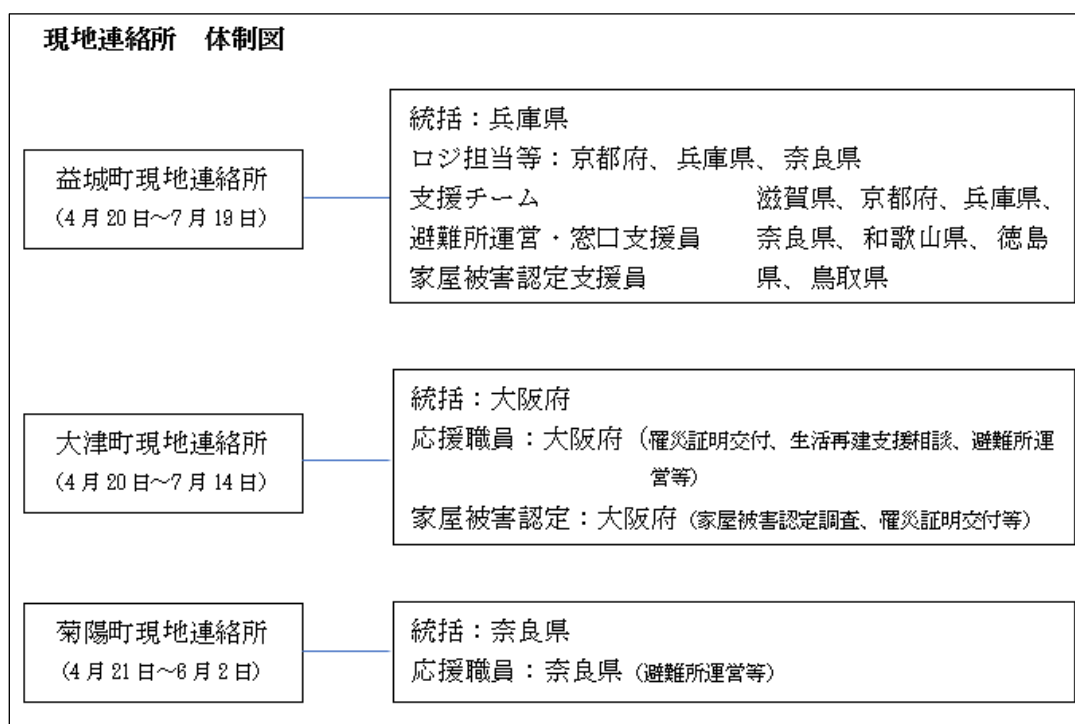 現地連絡所　体制図
益城町現地連絡所
(4月20日～7月19日)
統括：兵庫県
ロジ担当等：京都府、兵庫県、奈良県
支援チーム　滋賀県、京都府、兵庫県、
避難所運営・窓口支援員　奈良県、和歌山県、徳島
家屋被害認定支援員　県、鳥取県
大津町現地連絡所
(4月20日～7月14日)
統括：大阪府
応援職員：大阪府（罹災証明交付、生活再建支援相談、避難所運
営等）
家屋被害認定：大阪府（家屋被害認定調査、罹災証明交付等）
菊陽町現地連絡所
(4月21日～6月2日)
統括：奈良県
応援職員：奈良県（避難所運営等）